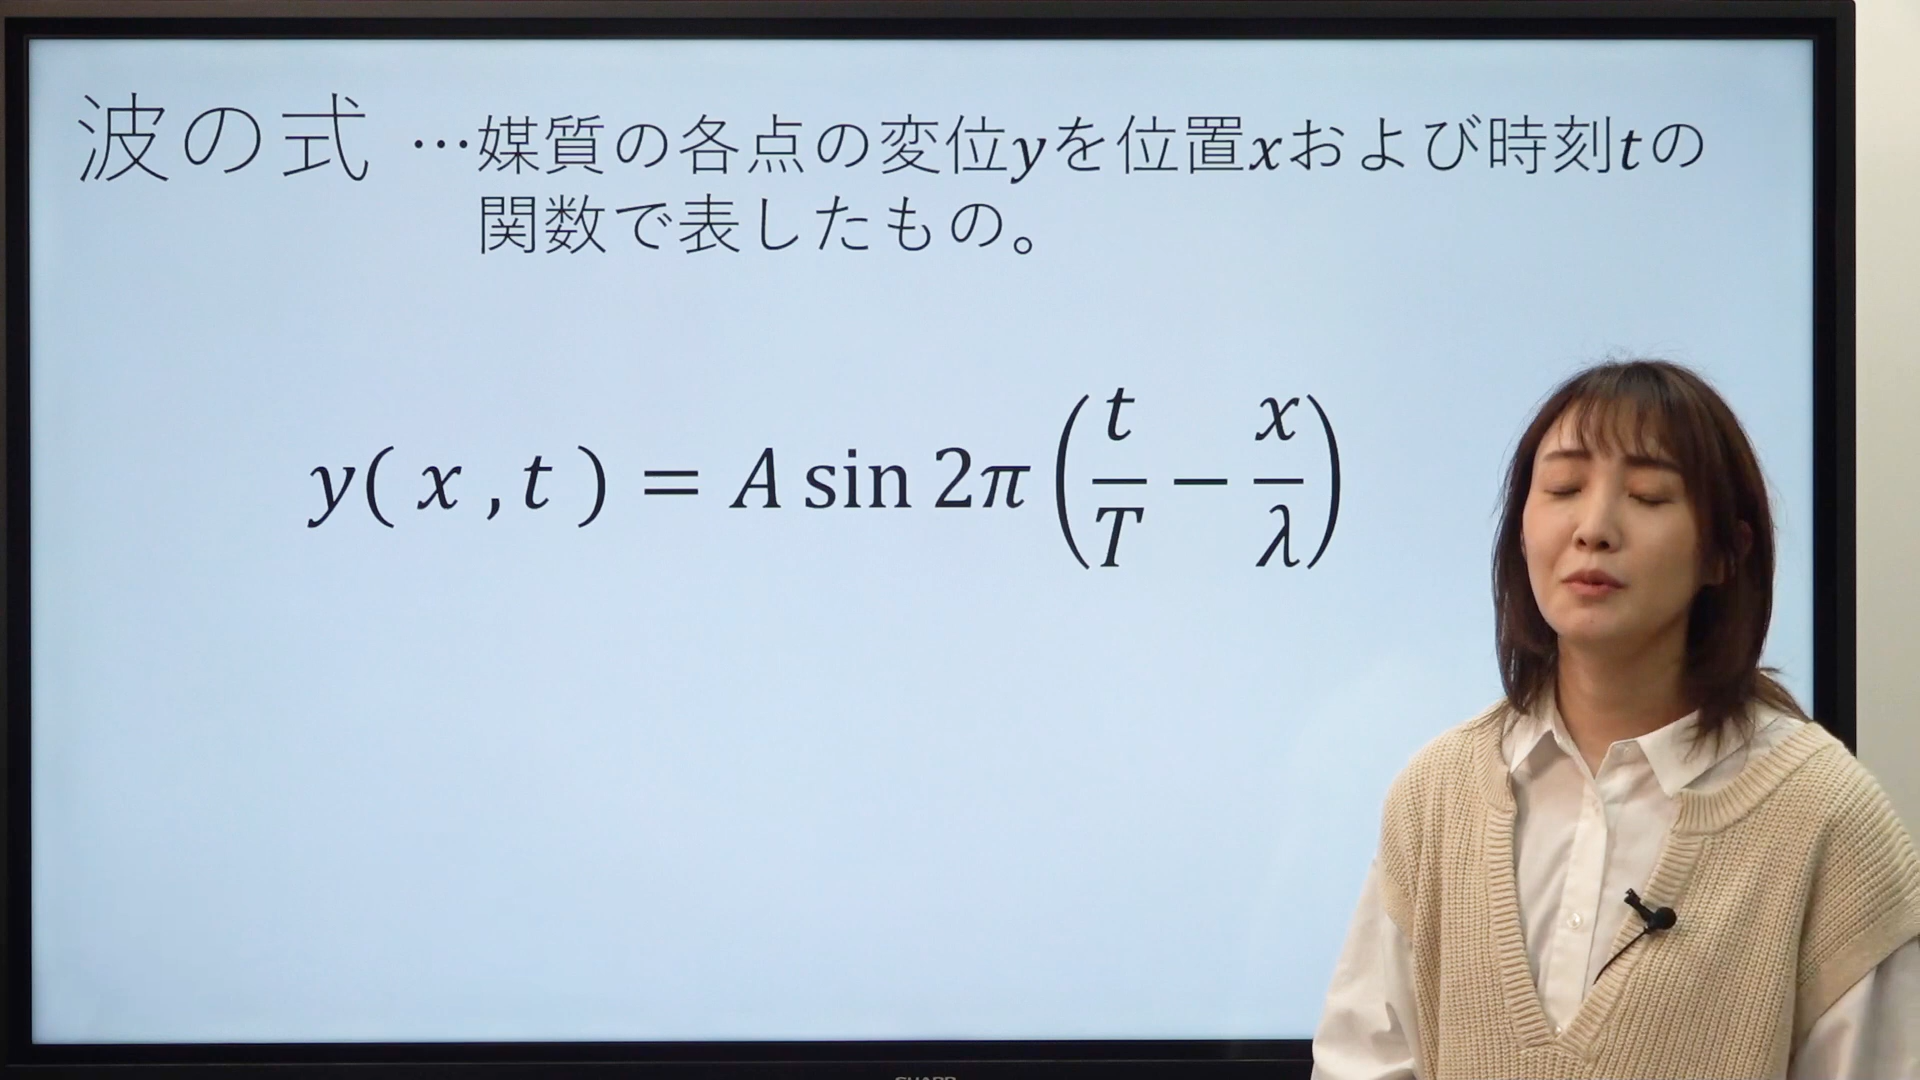 波の式 …媒質の各点の変位yを位置xおよび時刻tの
関数で表したもの。
y( x , t ) = A sin 2π (t/T − x/λ)